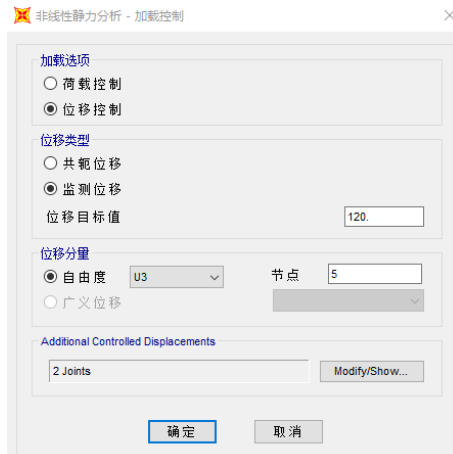 非线性静力分析 - 加载控制
加载选项
荷载控制
位移控制
位移类型
共轭位移
监测位移
位移目标值 120.
位移分量
自由度 U3 节点 5
广义位移
Additional Controlled Displacements
2 Joints Modify/Show...
确定 取消